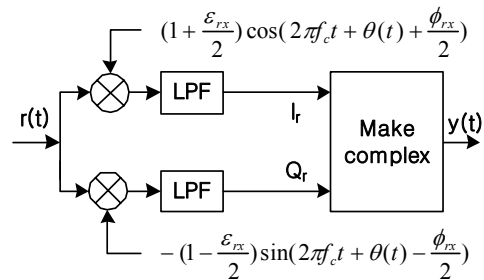 (1 + ε_rx/2) cos( 2πf_c t + θ(t) + ϕ_rx/2)
LPF
r(t)
I_r
Make
complex
y(t)
Q_r
LPF
− (1 − ε_rx/2) sin(2πf_c t + θ(t) − ϕ_rx/2)